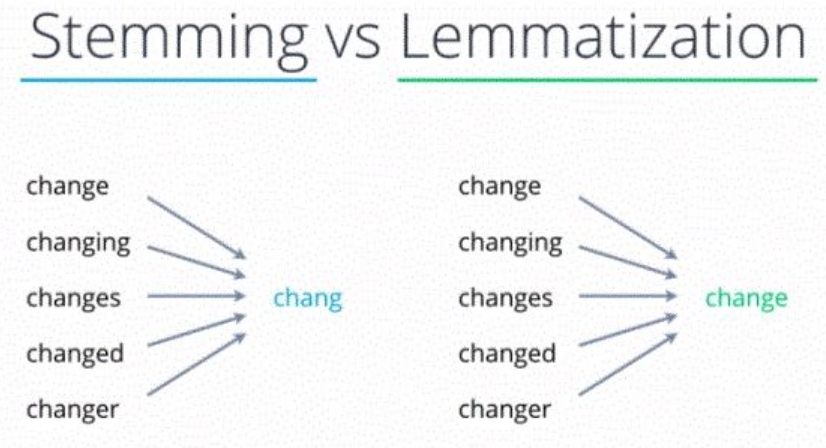 Stemming vs Lemmatization
change
changing
changes
changed
changer
chang
change
changing
changes
changed
changer
change